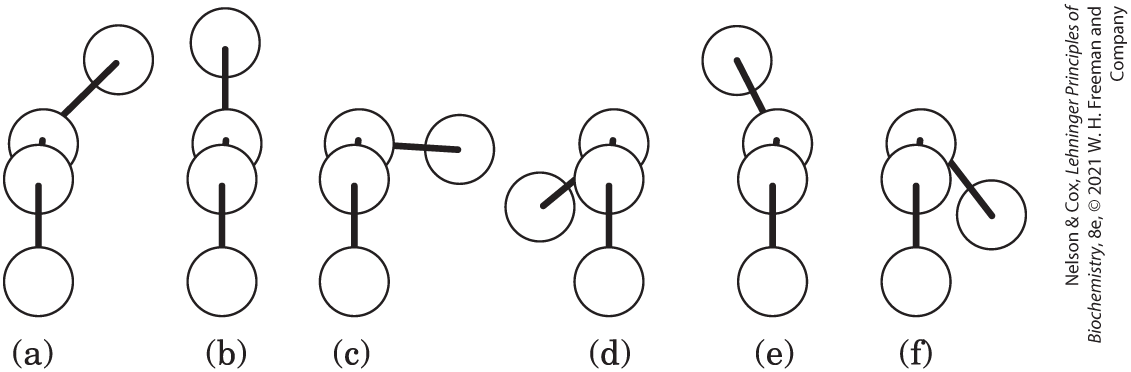 (a) (b) (c) (d) (e) (f)
Nelson & Cox, Lehninger Principles of
Biochemistry, 8e, © 2021 W. H. Freeman and
Company